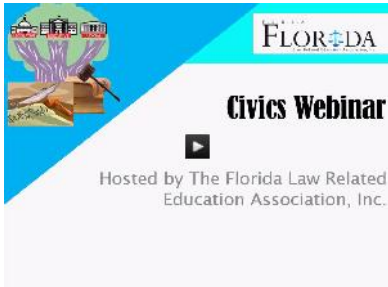 FLORIDA
Civics Webinar
Hosted by The Florida Law Related
Education Association, Inc.